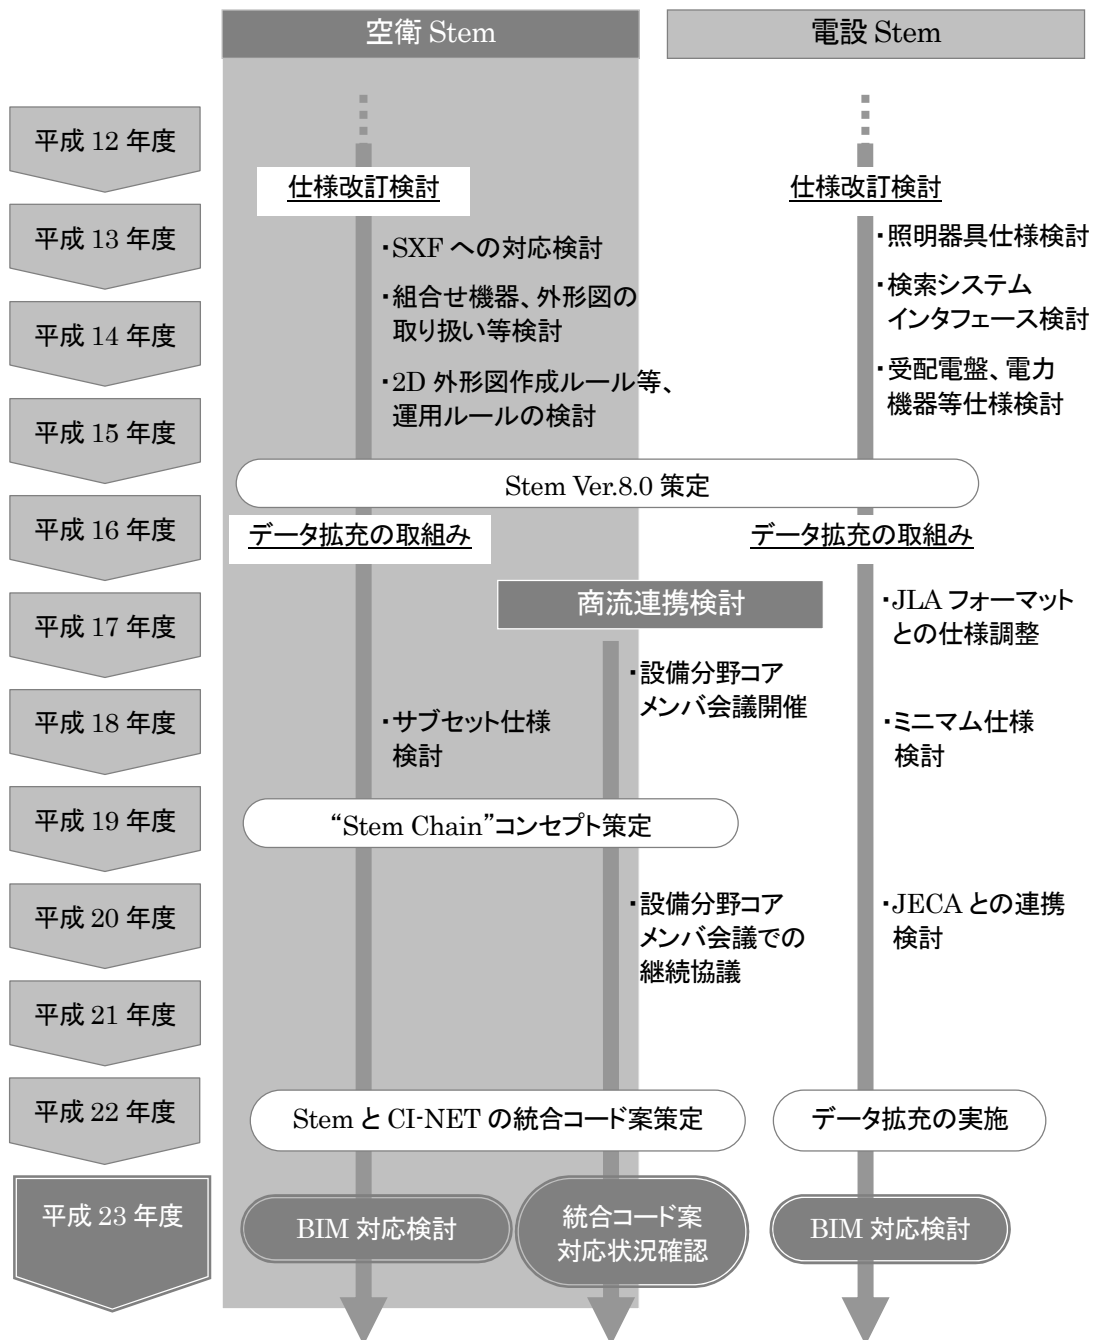 空衛 Stem
電設 Stem
平成 12 年度
仕様改訂検討
仕様改訂検討
平成 13 年度
・SXF への対応検討
・組合せ機器、外形図の
取り扱い等検討
・照明器具仕様検討
・検索システム
インタフェース検討
平成 14 年度
・2D 外形図作成ルール等、
運用ルールの検討
・受配電盤、電力
機器等仕様検討
平成 15 年度
Stem Ver.8.0 策定
平成 16 年度
データ拡充の取組み
データ拡充の取組み
平成 17 年度
商流連携検討
・JLA フォーマット
との仕様調整
・設備分野コア
メンバ会議開催
平成 18 年度
・サブセット仕様
検討
・ミニマム仕様
検討
平成 19 年度
“Stem Chain”コンセプト策定
平成 20 年度
・設備分野コア
メンバ会議での
継続協議
・JECA との連携
検討
平成 21 年度
平成 22 年度
Stem と CI-NET の統合コード案策定
データ拡充の実施
平成 23 年度
BIM 対応検討
統合コード案
対応状況確認
BIM 対応検討